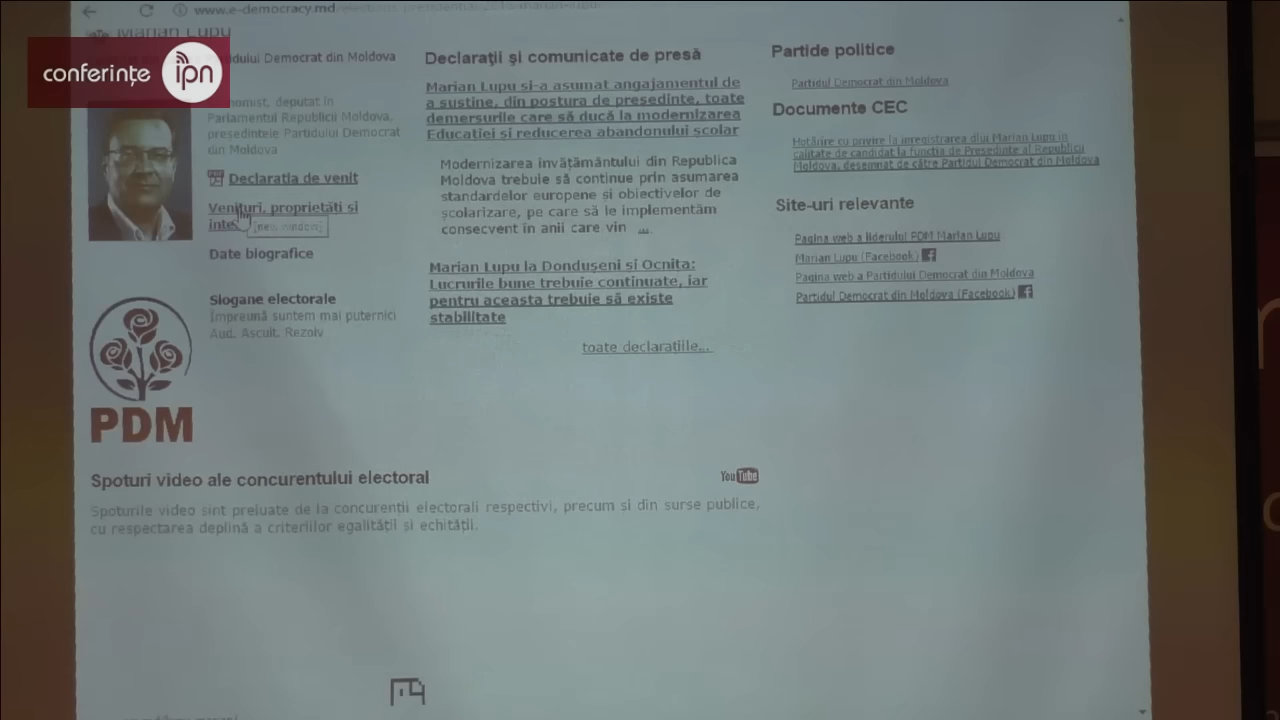 www.e-democracy.md
Marian Lupu
conferințe ipn
Partidului Democrat din Moldova
Economist, deputat în
Parlamentul Republicii Moldova,
președintele Partidului Democrat
din Moldova
Declarația de venit
Venituri, proprietăți și
[new window]
Date biografice
Slogane electorale
Împreună suntem mai puternici
Aud. Ascult. Rezolv
PDM
Declarații și comunicate de presă
Marian Lupu și-a asumat angajamentul de
a susține, din postura de președinte, toate
demersurile care să ducă la modernizarea
Educației și reducerea abandonului școlar
Modernizarea învățământului din Republica
Moldova trebuie să continue prin asumarea
standardelor europene și obiectivelor de
școlarizare, pe care să le implementăm
consecvent în anii care vin ...
Marian Lupu la Dondușeni și Ocnița:
Lucrurile bune trebuie continuate, iar
pentru aceasta trebuie să existe
stabilitate
toate declarațiile...
Partide politice
Partidul Democrat din Moldova
Documente CEC
Hotărîre cu privire la înregistrarea dlui Marian Lupu în
calitate de candidat la funcția de Președinte al Republicii
Moldova, desemnat de către Partidul Democrat din Moldova
Site-uri relevante
Pagina web a liderului PDM Marian Lupu
Marian Lupu (Facebook)
Pagina web a Partidului Democrat din Moldova
Partidul Democrat din Moldova (Facebook)
Spoturi video ale concurentului electoral
YouTube
Spoturile video sînt preluate de la concurenții electorali respectivi, precum și din surse publice,
cu respectarea deplină a criteriilor egalității și echității.